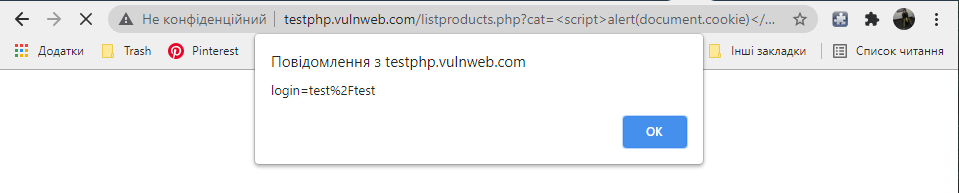 Не конфіденційний testphp.vulnweb.com/listproducts.php?cat=<script>alert(document.cookie)</...
Додатки Trash Pinterest Інші закладки Список читання
Повідомлення з testphp.vulnweb.com
login=test%2Ftest
ОК